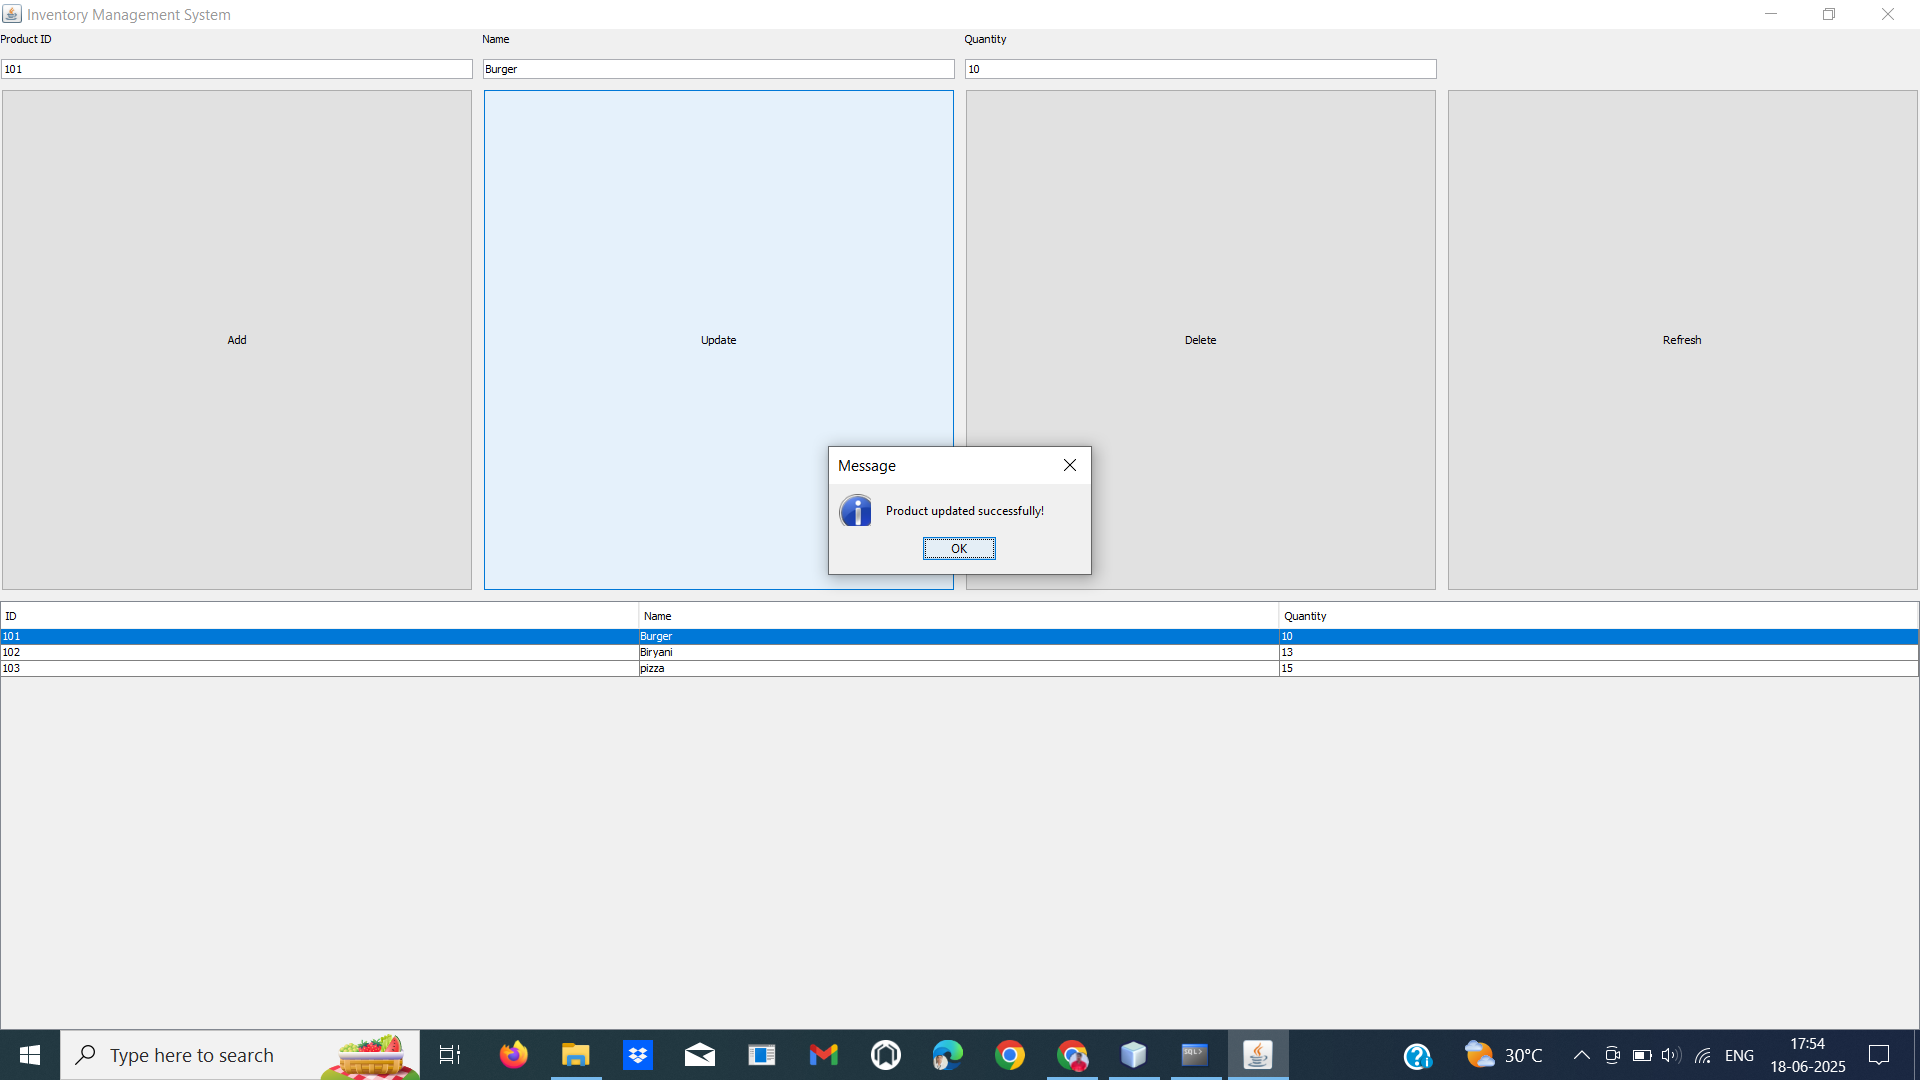 Inventory Management System
Product ID Name Quantity
101 Burger 10
Add Update Delete Refresh
Message
Product updated successfully!
OK
ID Name Quantity
101 Burger 10
102 Biryani 13
103 pizza 15
Type here to search
SQL>
30°C
ENG
17:54
18-06-2025